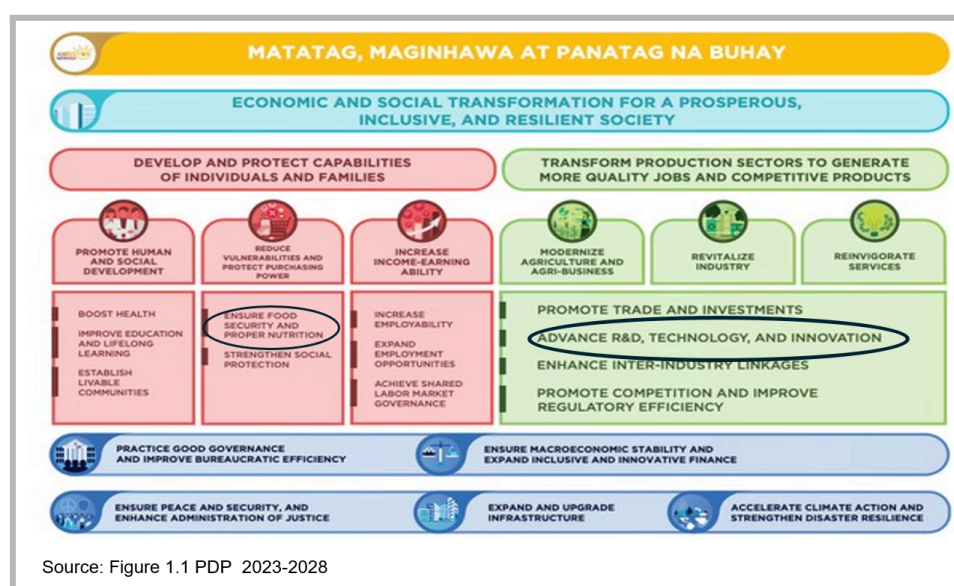 MATATAG, MAGINHAWA AT PANATAG NA BUHAY
ECONOMIC AND SOCIAL TRANSFORMATION FOR A PROSPEROUS,
INCLUSIVE, AND RESILIENT SOCIETY
DEVELOP AND PROTECT CAPABILITIES
OF INDIVIDUALS AND FAMILIES
TRANSFORM PRODUCTION SECTORS TO GENERATE
MORE QUALITY JOBS AND COMPETITIVE PRODUCTS
PROMOTE HUMAN
AND SOCIAL
DEVELOPMENT
REDUCE
VULNERABILITIES AND
PROTECT PURCHASING
POWER
INCREASE
INCOME-EARNING
ABILITY
MODERNIZE
AGRICULTURE AND
AGRI-BUSINESS
REVITALIZE
INDUSTRY
REINVIGORATE
SERVICES
BOOST HEALTH
IMPROVE EDUCATION
AND LIFELONG
LEARNING
ESTABLISH
LIVABLE
COMMUNITIES
ENSURE FOOD
SECURITY AND
PROPER NUTRITION
STRENGTHEN SOCIAL
PROTECTION
INCREASE
EMPLOYABILITY
EXPAND
EMPLOYMENT
OPPORTUNITIES
ACHIEVE SHARED
LABOR MARKET
GOVERNANCE
PROMOTE TRADE AND INVESTMENTS
ADVANCE R&D, TECHNOLOGY, AND INNOVATION
ENHANCE INTER-INDUSTRY LINKAGES
PROMOTE COMPETITION AND IMPROVE
REGULATORY EFFICIENCY
PRACTICE GOOD GOVERNANCE
AND IMPROVE BUREAUCRATIC EFFICIENCY
ENSURE MACROECONOMIC STABILITY AND
EXPAND INCLUSIVE AND INNOVATIVE FINANCE
ENSURE PEACE AND SECURITY, AND
ENHANCE ADMINISTRATION OF JUSTICE
EXPAND AND UPGRADE
INFRASTRUCTURE
ACCELERATE CLIMATE ACTION AND
STRENGTHEN DISASTER RESILIENCE
Source: Figure 1.1 PDP 2023-2028